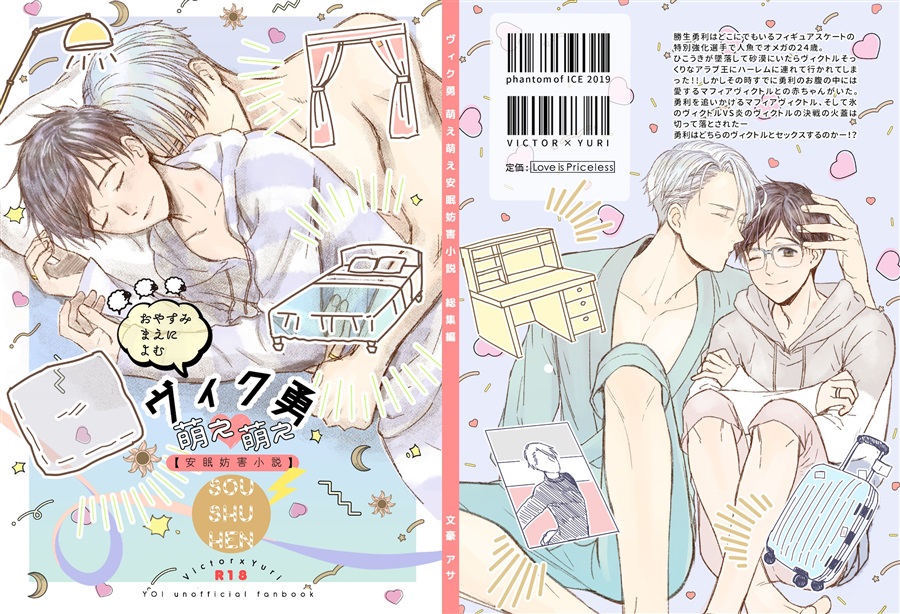 おやすみ
まえに
よむ
ヴィク勇
萌え萌え
【安眠妨害小説】
SOU
SHU
HEN
Victor×Yuri
R18
YOI unofficial fanbook
ヴィク勇 萌え萌え安眠妨害小説 総集編 文豪 アサ
phantom of ICE 2019
VICTOR×YURI
定価:Love is Priceless
勝生勇利はどこにでもいるフィギュアスケートの
特別強化選手で人魚でオメガの24歳。
ひこうきが墜落して砂漠にいたらヴィクトルそっ
くりなアラブ王にハーレムに連れて行かれてしま
った!!しかしその時すでに勇利のお腹の中には
愛するマフィアヴィクトルとの赤ちゃんがいた。
勇利を追いかけるマフィアヴィクトル、そして氷
のヴィクトルVS炎のヴィクトルの決戦の火蓋は
切って落とされたー
勇利はどちらのヴィクトルとセックスするのかー!?